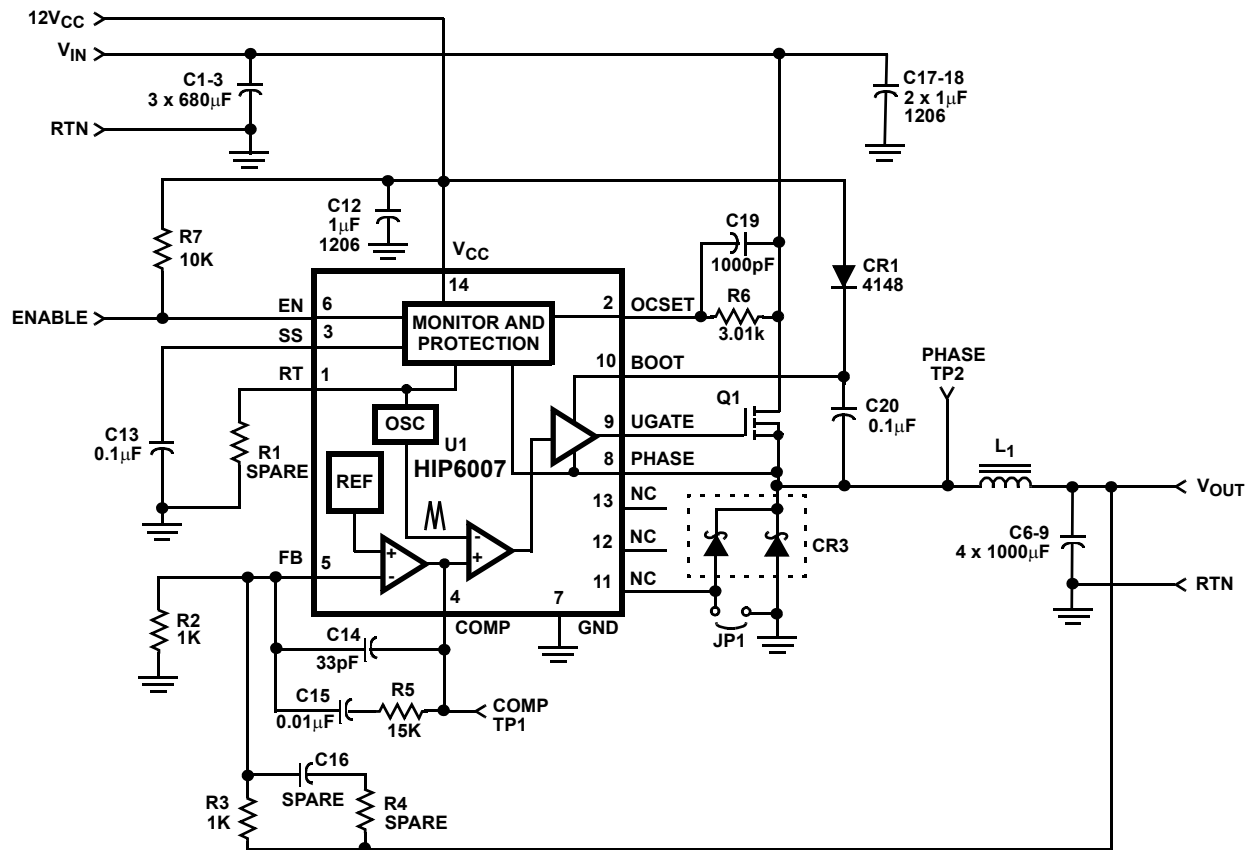 12VCC
VIN
C1-3
3 x 680µF
RTN
C17-18
2 x 1µF
1206
C12
1µF
1206
R7
10K
VCC
14
C19
1000pF
CR1
4148
ENABLE
EN
6
MONITOR AND
PROTECTION
2
OCSET
R6
3.01k
SS
3
RT
1
10
BOOT
PHASE
TP2
OSC
Q1
9
UGATE
C20
0.1µF
C13
0.1µF
R1
SPARE
U1
HIP6007
REF
8
PHASE
L1
VOUT
13
NC
12
NC
CR3
C6-9
4 x 1000µF
RTN
+
-
-
+
FB
5
11
NC
4
COMP
7
GND
JP1
R2
1K
C14
33pF
C15
0.01µF
R5
15K
COMP
TP1
C16
SPARE
R3
1K
R4
SPARE